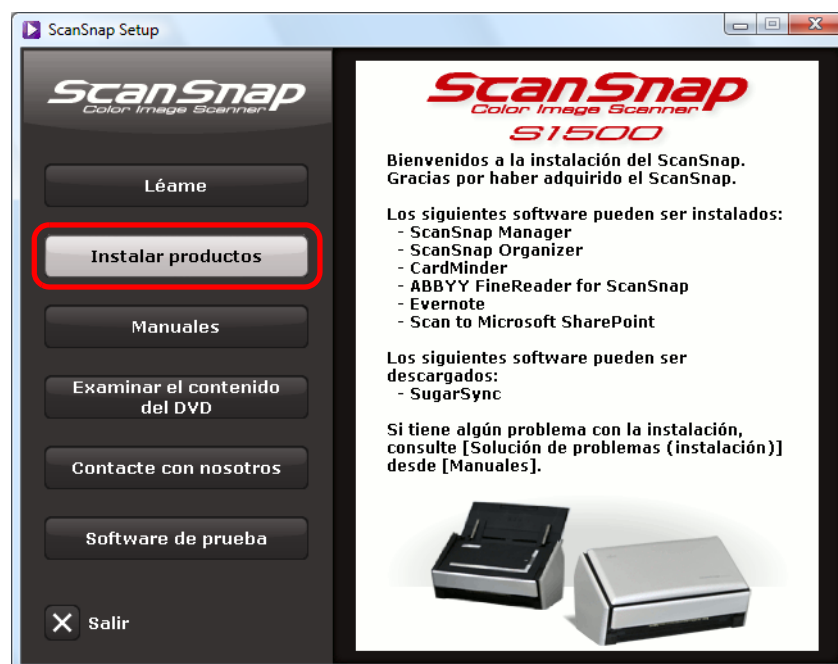 ScanSnap Setup
ScanSnap
Color Image Scanner
Léame
Instalar productos
Manuales
Examinar el contenido
del DVD
Contacte con nosotros
Software de prueba
Salir
ScanSnap
Color Image Scanner
S1500
Bienvenidos a la instalación del ScanSnap.
Gracias por haber adquirido el ScanSnap.
Los siguientes software pueden ser instalados:
- ScanSnap Manager
- ScanSnap Organizer
- CardMinder
- ABBYY FineReader for ScanSnap
- Evernote
- Scan to Microsoft SharePoint
Los siguientes software pueden ser
descargados:
- SugarSync
Si tiene algún problema con la instalación,
consulte [Solución de problemas (instalación)]
desde [Manuales].